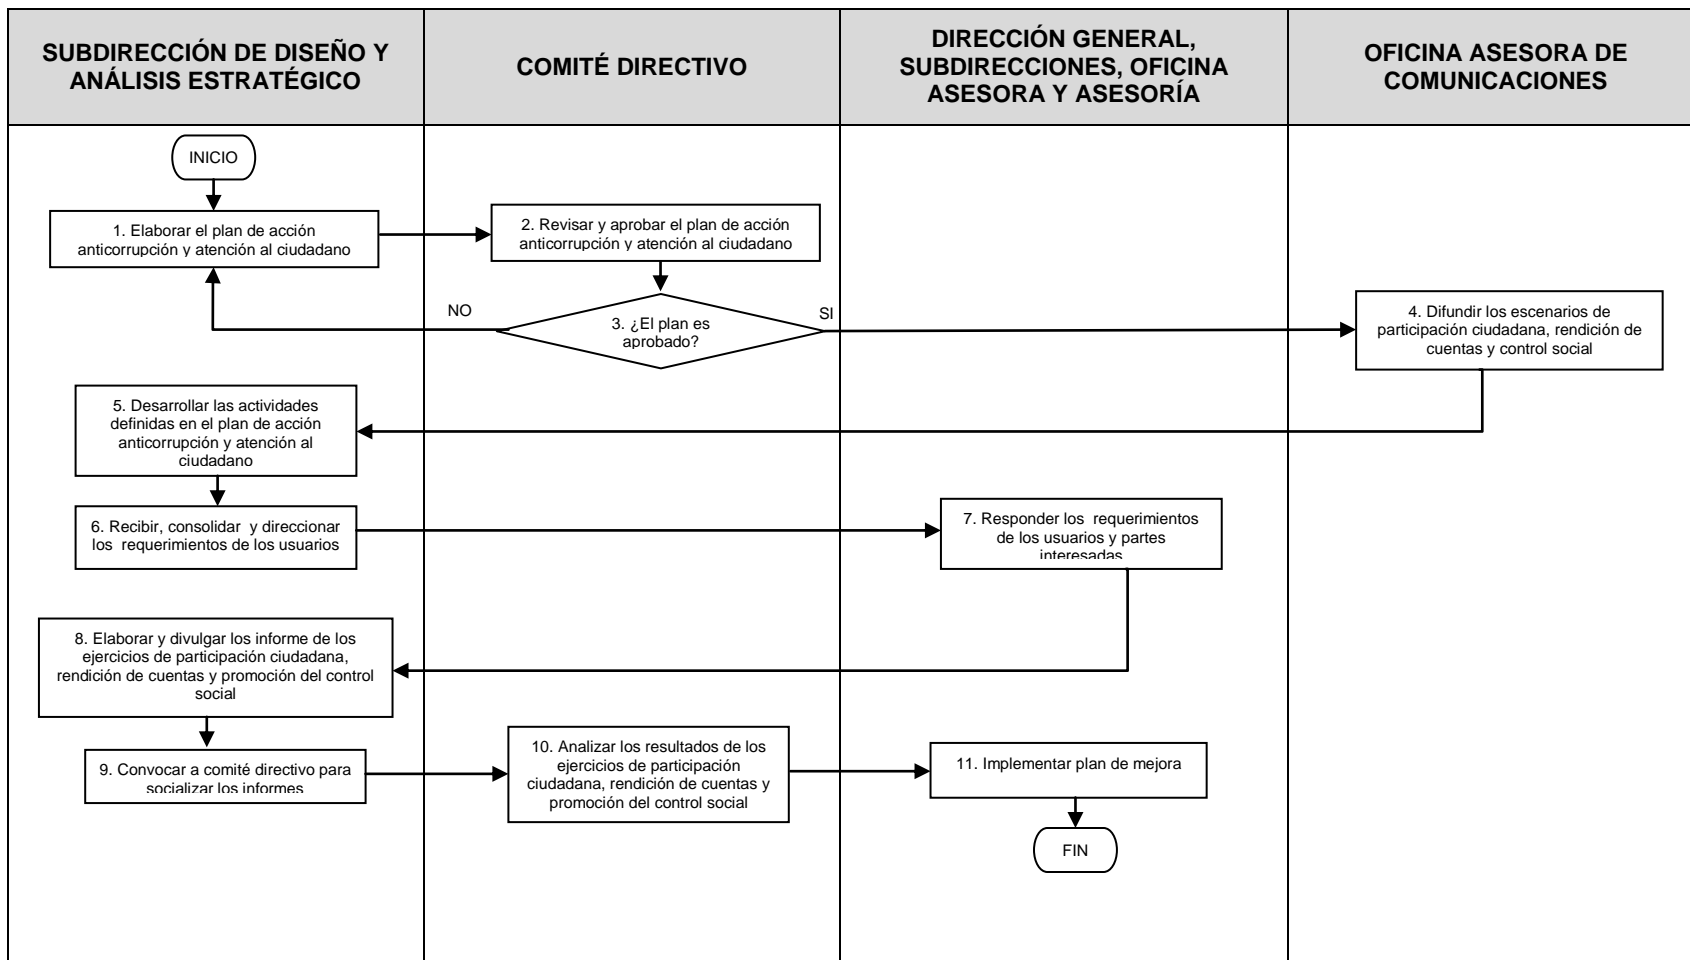 SUBDIRECCIÓN DE DISEÑO Y
ANÁLISIS ESTRATÉGICO
COMITÉ DIRECTIVO
DIRECCIÓN GENERAL,
SUBDIRECCIONES, OFICINA
ASESORA Y ASESORÍA
OFICINA ASESORA DE
COMUNICACIONES
INICIO
1. Elaborar el plan de acción
anticorrupción y atención al ciudadano
2. Revisar y aprobar el plan de acción
anticorrupción y atención al ciudadano
NO
3. ¿El plan es
aprobado?
SI
4. Difundir los escenarios de
participación ciudadana, rendición de
cuentas y control social
5. Desarrollar las actividades
definidas en el plan de acción
anticorrupción y atención al
ciudadano
6. Recibir, consolidar y direccionar
los requerimientos de los usuarios
7. Responder los requerimientos
de los usuarios y partes
interesadas
8. Elaborar y divulgar los informe de los
ejercicios de participación ciudadana,
rendición de cuentas y promoción del control
social
9. Convocar a comité directivo para
socializar los informes
10. Analizar los resultados de los
ejercicios de participación
ciudadana, rendición de cuentas y
promoción del control social
11. Implementar plan de mejora
FIN